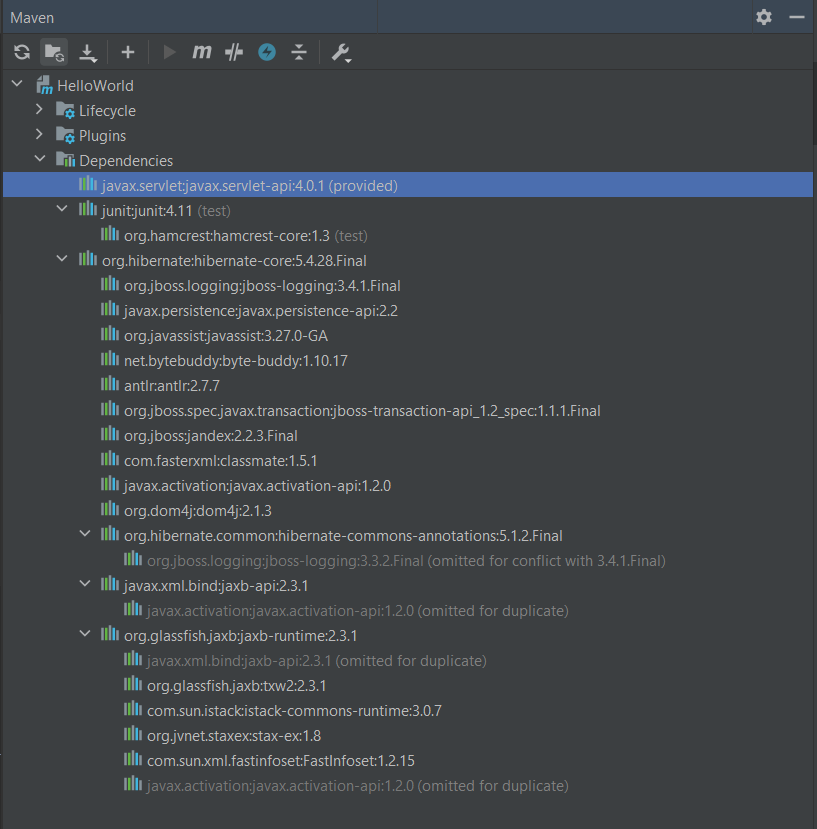 Maven
m
HelloWorld
Lifecycle
Plugins
Dependencies
javax.servlet:javax.servlet-api:4.0.1 (provided)
junit:junit:4.11 (test)
org.hamcrest:hamcrest-core:1.3 (test)
org.hibernate:hibernate-core:5.4.28.Final
org.jboss.logging:jboss-logging:3.4.1.Final
javax.persistence:javax.persistence-api:2.2
org.javassist:javassist:3.27.0-GA
net.bytebuddy:byte-buddy:1.10.17
antlr:antlr:2.7.7
org.jboss.spec.javax.transaction:jboss-transaction-api_1.2_spec:1.1.1.Final
org.jboss:jandex:2.2.3.Final
com.fasterxml:classmate:1.5.1
javax.activation:javax.activation-api:1.2.0
org.dom4j:dom4j:2.1.3
org.hibernate.common:hibernate-commons-annotations:5.1.2.Final
org.jboss.logging:jboss-logging:3.3.2.Final (omitted for conflict with 3.4.1.Final)
javax.xml.bind:jaxb-api:2.3.1
javax.activation:javax.activation-api:1.2.0 (omitted for duplicate)
org.glassfish.jaxb:jaxb-runtime:2.3.1
javax.xml.bind:jaxb-api:2.3.1 (omitted for duplicate)
org.glassfish.jaxb:txw2:2.3.1
com.sun.istack:istack-commons-runtime:3.0.7
org.jvnet.staxex:stax-ex:1.8
com.sun.xml.fastinfoset:FastInfoset:1.2.15
javax.activation:javax.activation-api:1.2.0 (omitted for duplicate)